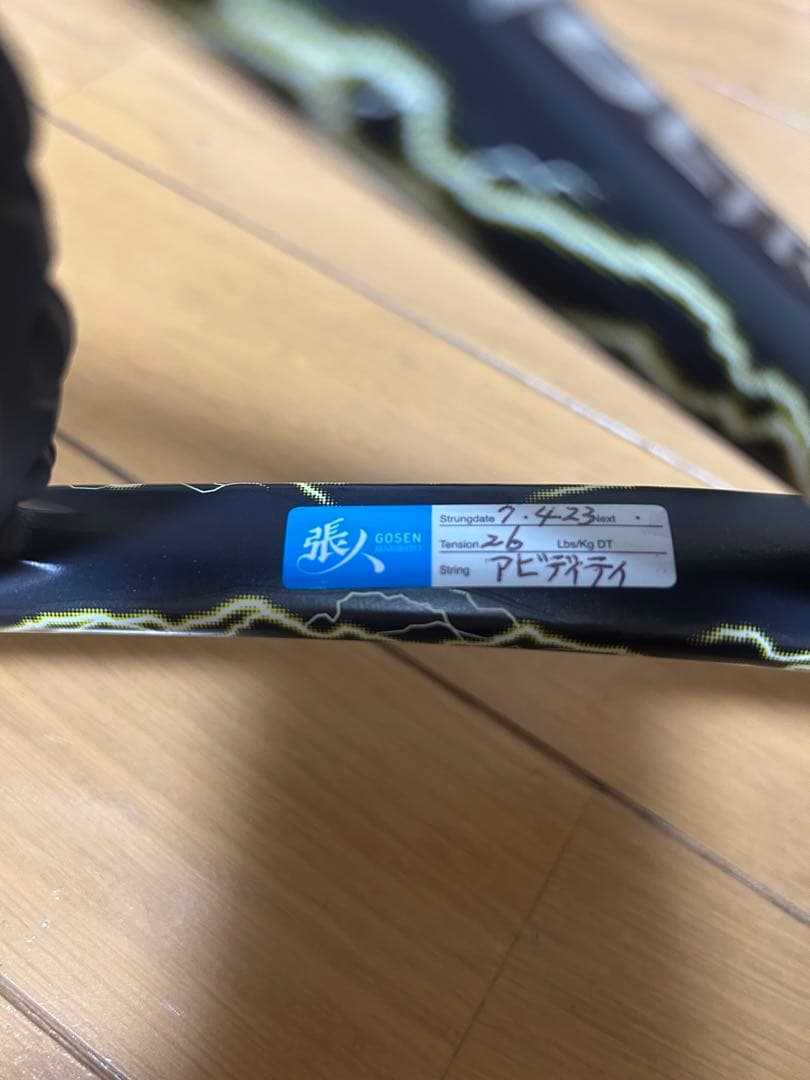 張人
GOSEN
Strungdate 7.4.23 Next .
Tension 26 Lbs/Kg DT
String アビディティ